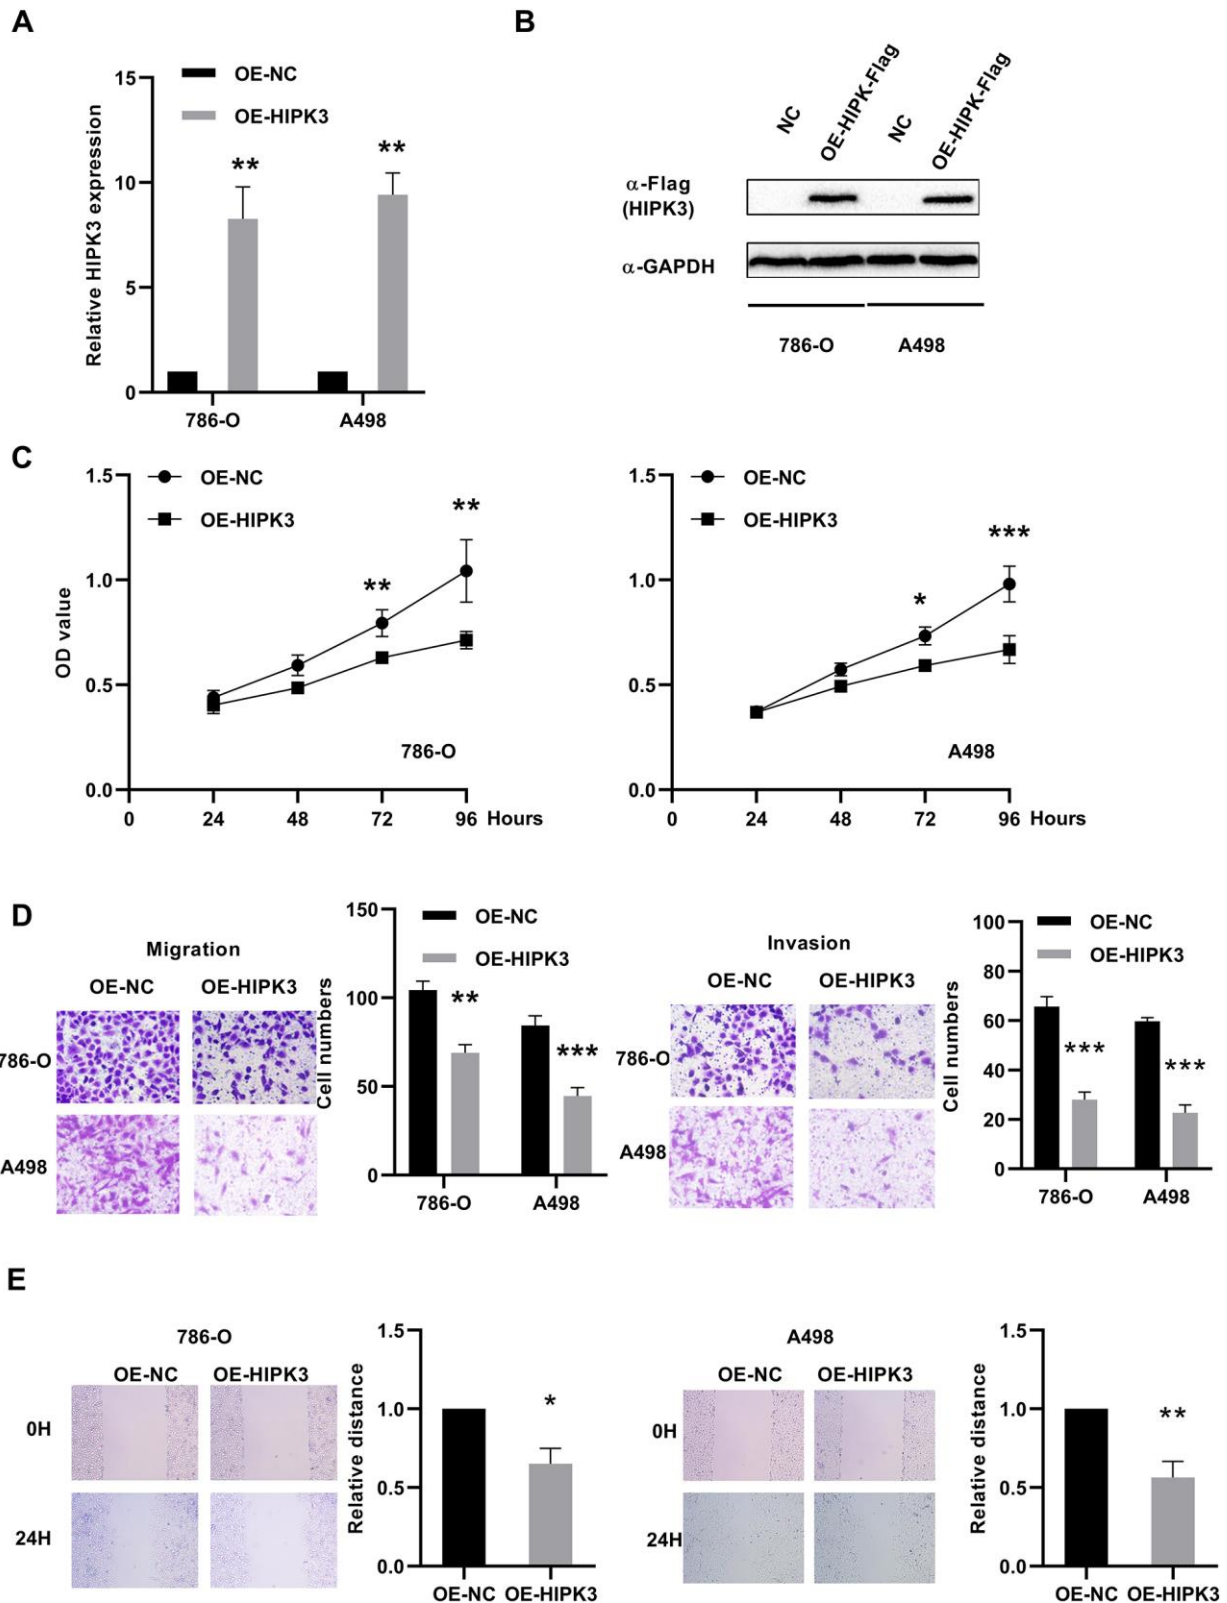 A
OE-NC
OE-HIPK3
Relative HIPK3 expression
15
10
5
0
**
**
786-O
A498
B
NC
OE-HIPK-Flag
NC
OE-HIPK-Flag
α-Flag
(HIPK3)
α-GAPDH
786-O
A498
C
OE-NC
OE-HIPK3
OD value
1.5
1.0
0.5
0.0
**
**
786-O
0 24 48 72 96 Hours
OE-NC
OE-HIPK3
1.5
1.0
0.5
0.0
*
***
A498
0 24 48 72 96 Hours
D
Migration
OE-NC OE-HIPK3
786-O
A498
Cell numbers
150
100
50
0
OE-NC
OE-HIPK3
**
***
786-O A498
Invasion
OE-NC OE-HIPK3
786-O
A498
Cell numbers
100
80
60
40
20
0
OE-NC
OE-HIPK3
***
***
786-O A498
E
786-O
OE-NC OE-HIPK3
0H
24H
Relative distance
1.5
1.0
0.5
0.0
*
OE-NC OE-HIPK3
A498
OE-NC OE-HIPK3
0H
24H
Relative distance
1.5
1.0
0.5
0.0
**
OE-NC OE-HIPK3